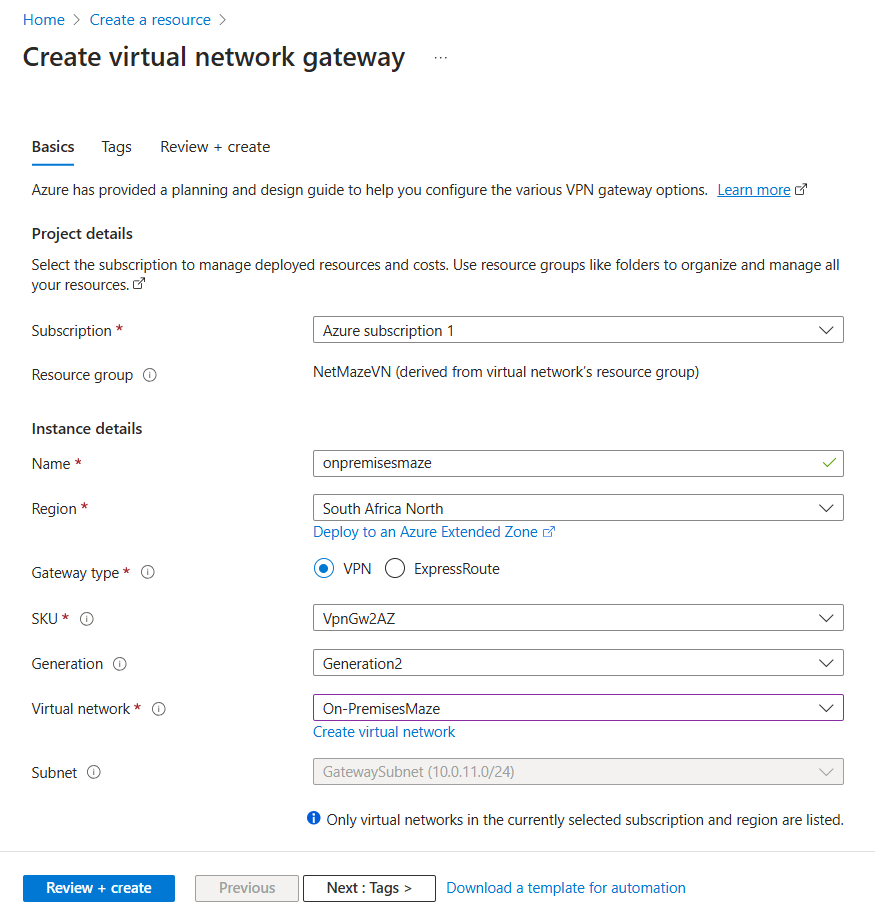 Home > Create a resource >
Create virtual network gateway ...
Basics Tags Review + create
Azure has provided a planning and design guide to help you configure the various VPN gateway options. Learn more
Project details
Select the subscription to manage deployed resources and costs. Use resource groups like folders to organize and manage all
your resources.
Subscription * Azure subscription 1
Resource group NetMazeVN (derived from virtual network's resource group)
Instance details
Name * onpremisesmaze
Region * South Africa North
Deploy to an Azure Extended Zone
Gateway type * VPN ExpressRoute
SKU * VpnGw2AZ
Generation Generation2
Virtual network * On-PremisesMaze
Create virtual network
Subnet GatewaySubnet (10.0.11.0/24)
Only virtual networks in the currently selected subscription and region are listed.
Review + create Previous Next : Tags > Download a template for automation